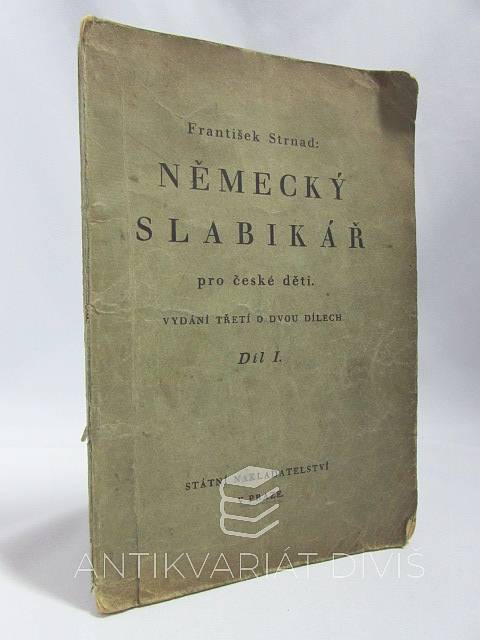 František Strnad:
NĚMECKÝ
SLABIKÁŘ
pro české děti.
VYDÁNÍ TŘETÍ O DVOU DÍLECH
Díl I.
STÁTNÍ NAKLADATELSTVÍ
V PRAZE.
ANTIKVARIÁT DIVIŠ